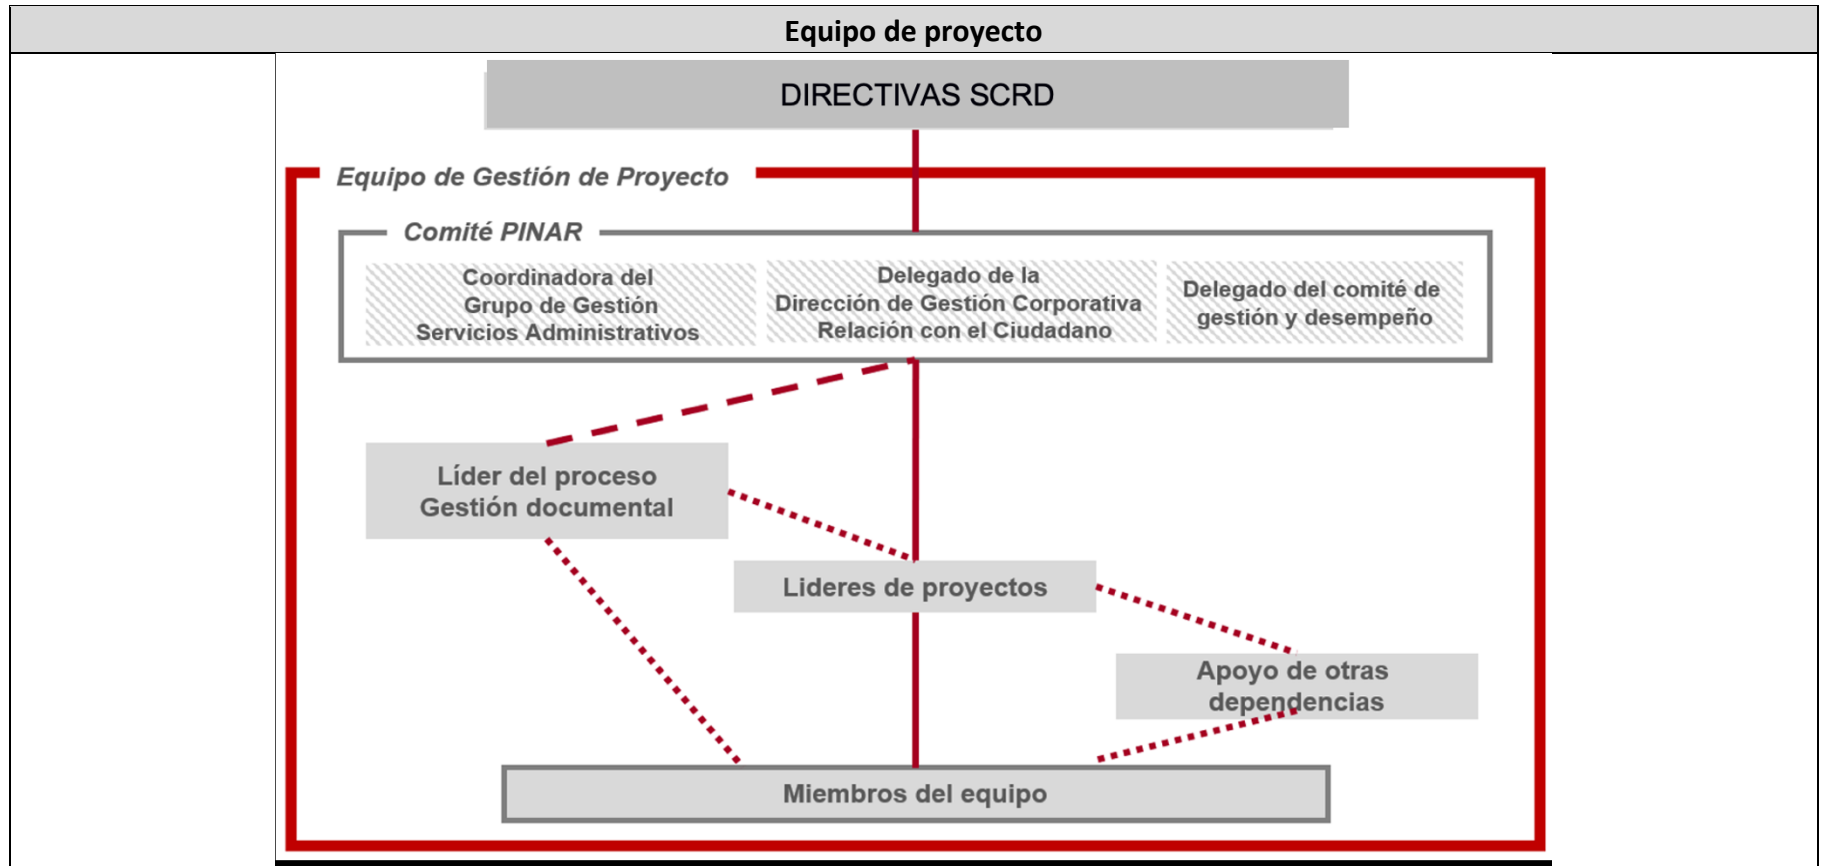 Equipo de proyecto
DIRECTIVAS SCRD
Equipo de Gestión de Proyecto
Comité PINAR
Coordinadora del
Grupo de Gestión
Servicios Administrativos
Delegado de la
Dirección de Gestión Corporativa
Relación con el Ciudadano
Delegado del comité de
gestión y desempeño
Líder del proceso
Gestión documental
Lideres de proyectos
Apoyo de otras
dependencias
Miembros del equipo